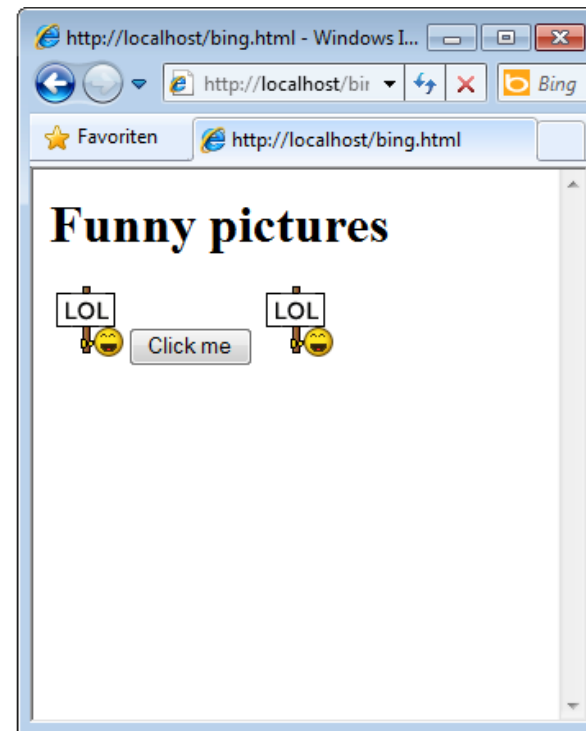 http://localhost/bing.html - Windows I...
http://localhost/bir
Bing
Favoriten
http://localhost/bing.html
Funny pictures
LOL
LOL
Click me